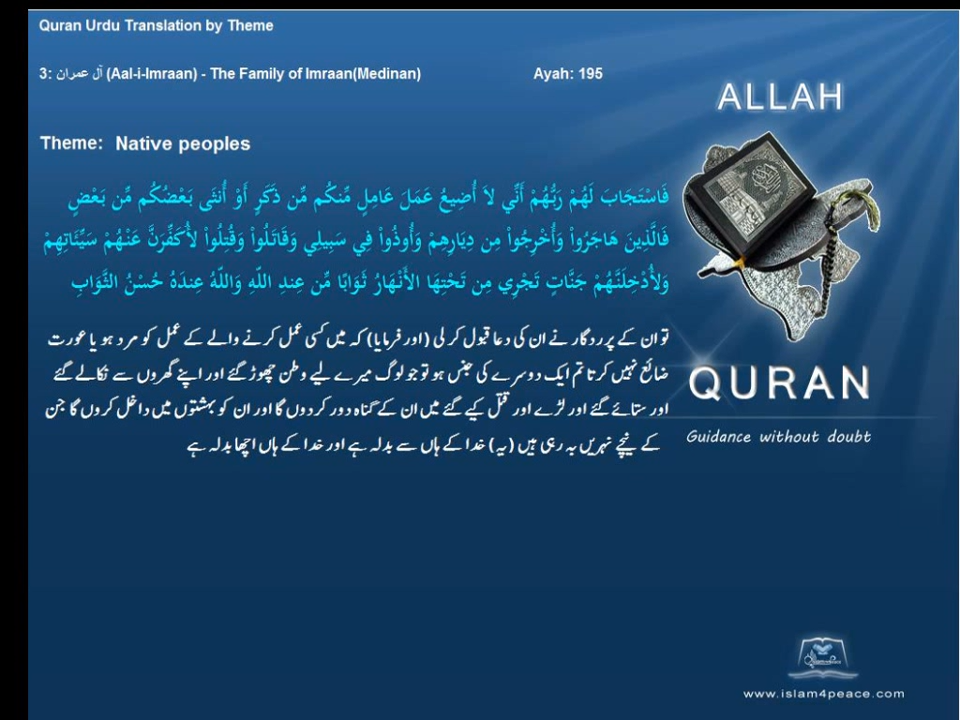 Quran Urdu Translation by Theme
3: آل عمران (Aal-i-Imraan) - The Family of Imraan(Medinan) Ayah: 195
ALLAH
Theme: Native peoples
فَاسْتَجَابَ لَهُمْ رَبُّهُمْ أَنِّي لاَ أُضِيعُ عَمَلَ عَامِلٍ مِّنكُم مِّن ذَكَرٍ أَوْ أُنثَى بَعْضُكُم مِّن بَعْضٍ
فَالَّذِينَ هَاجَرُواْ وَأُخْرِجُواْ مِن دِيَارِهِمْ وَأُوذُواْ فِي سَبِيلِي وَقَاتَلُواْ وَقُتِلُواْ لأُكَفِّرَنَّ عَنْهُمْ سَيِّئَاتِهِمْ
وَلأُدْخِلَنَّهُمْ جَنَّاتٍ تَجْرِي مِن تَحْتِهَا الأَنْهَارُ ثَوَابًا مِّن عِندِ اللّهِ وَاللّهُ عِندَهُ حُسْنُ الثَّوَابِ
تو ان کے پرردگار نے ان کی دعا قبول کر لی (اور فرمایا) کہ میں کسی عمل کرنے والے کے عمل کو مرد ہو یا عورت
ضائع نہیں کرتا تم ایک دوسرے کی جنس ہو تو جو لوگ میرے لیے وطن چھوڑ گئے اور اپنے گھروں سے نکالے گئے
اور ستائے گئے اور لڑے اور قتل کیے گئے میں ان کے گناہ دور کردوں گا اور ان کو بہشتوں میں داخل کروں گا جن
کے نیچے نہریں بہ رہی ہیں (یہ) خدا کے ہاں سے بدلہ ہے اور خدا کے ہاں اچھا بدلہ ہے
QURAN
Guidance without doubt
www.islam4peace.com